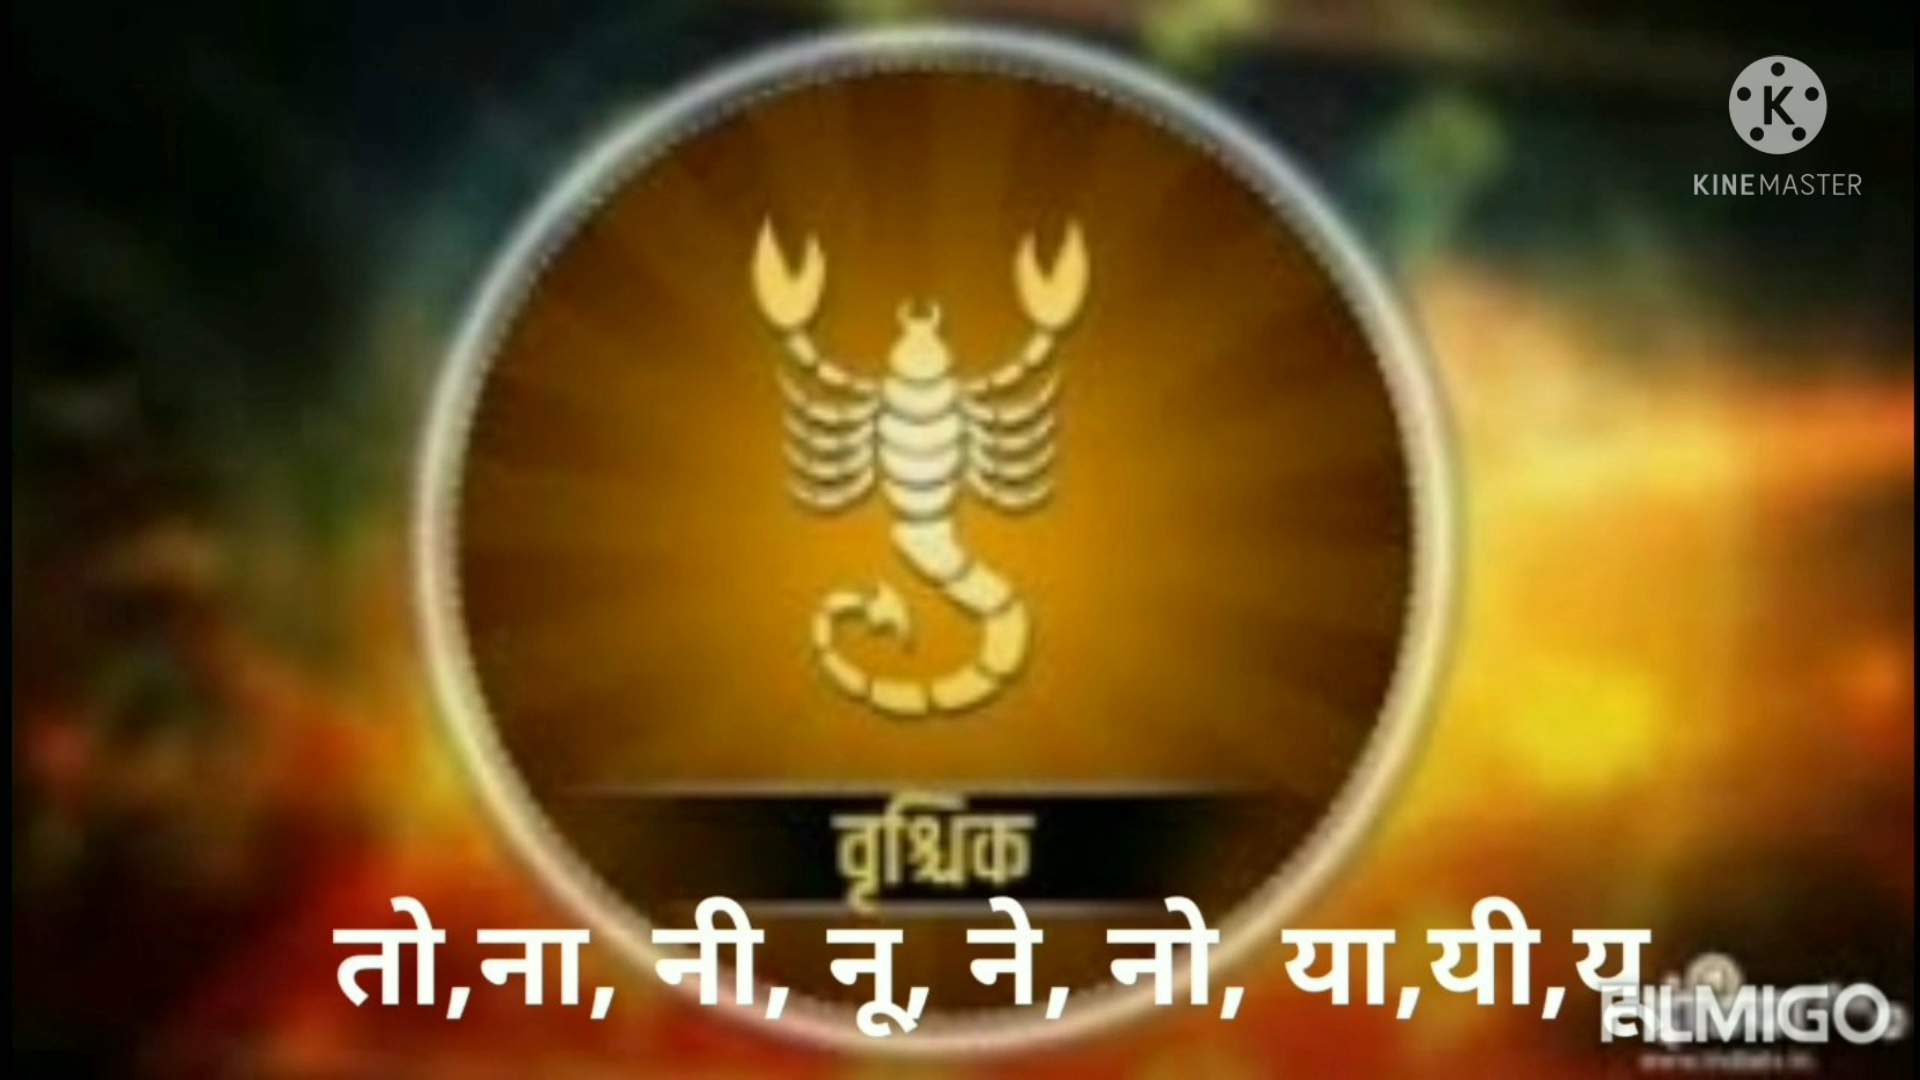 K
KINEMASTER
वृश्चिक
तो,ना, नी, नू, ने, नो, या,यी,यू
FILMIGO